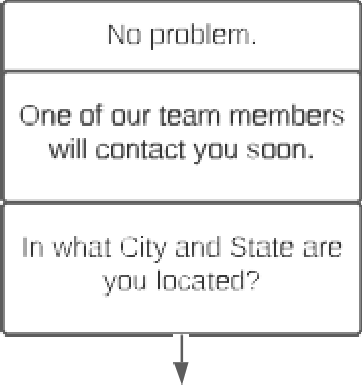 No problem.
One of our team members
will contact you soon.
In what City and State are
you located?